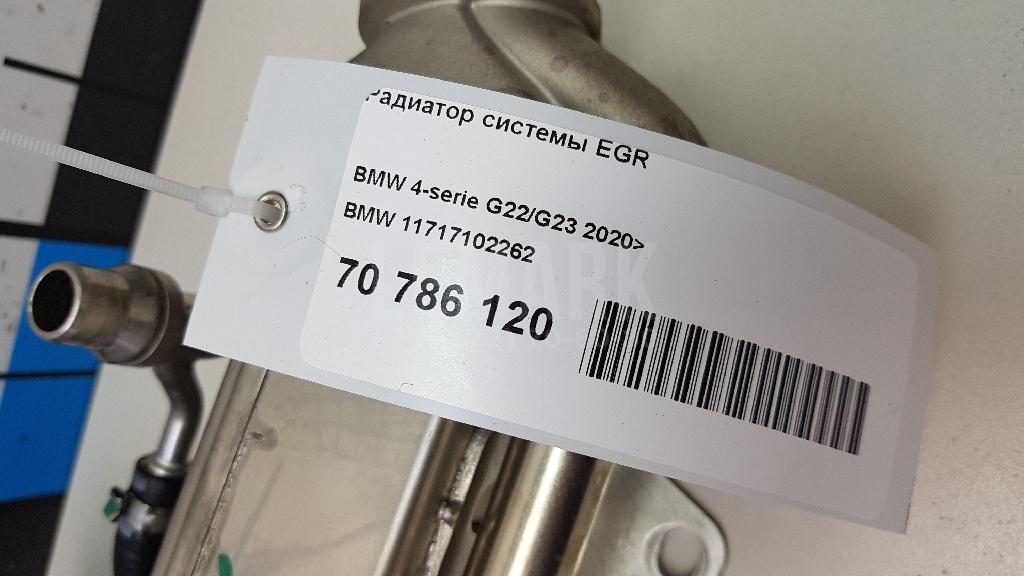 Радиатор системы EGR
BMW 4-serie G22/G23 2020>
BMW 11717102262
70 786 120